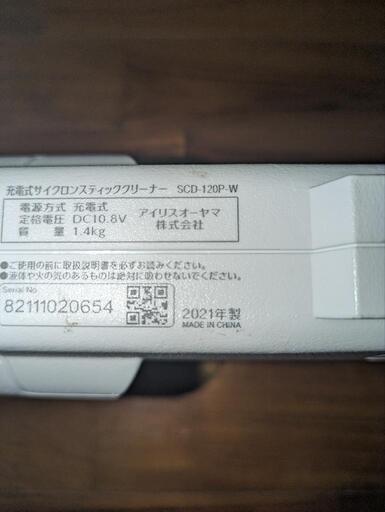 充電式サイクロンスティッククリーナー SCD-120P-W
電源方式 充電式
定格電圧 DC10.8V
質量 1.4kg
アイリスオーヤマ
株式会社
●ご使用の前に取扱説明書を必ずお読みください。
●液体や火の気のあるものは絶対に吸わせないでください。
Serial No
82111020654
2021年製
MADE IN CHINA